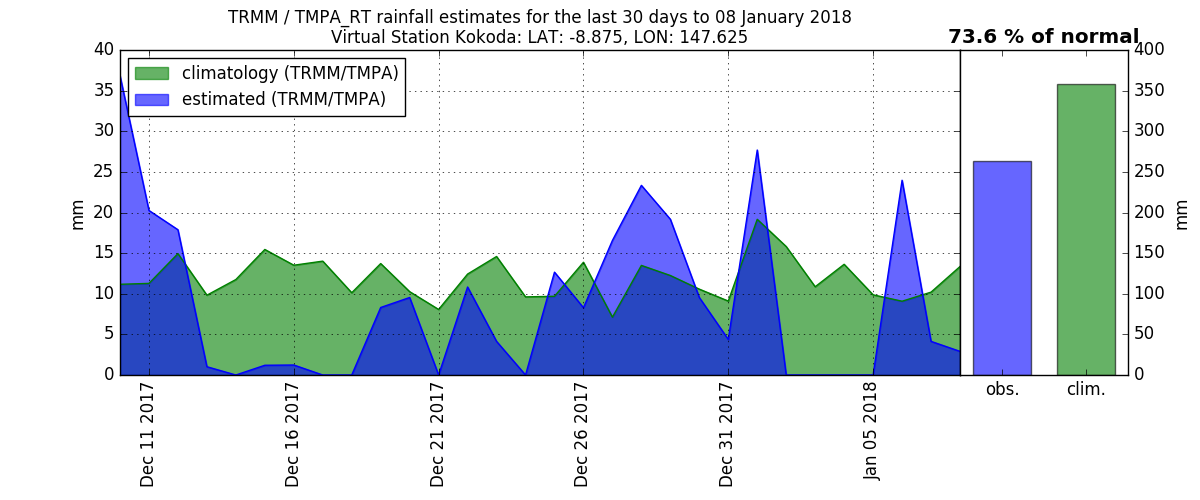 TRMM / TMPA_RT rainfall estimates for the last 30 days to 08 January 2018
Virtual Station Kokoda: LAT: -8.875, LON: 147.625
73.6 % of normal
climatology (TRMM/TMPA)
estimated (TRMM/TMPA)
mm
40
35
30
25
20
15
10
5
0
Dec 11 2017
Dec 16 2017
Dec 21 2017
Dec 26 2017
Dec 31 2017
Jan 05 2018
obs.
clim.
400
350
300
250
200
150
100
50
0
mm